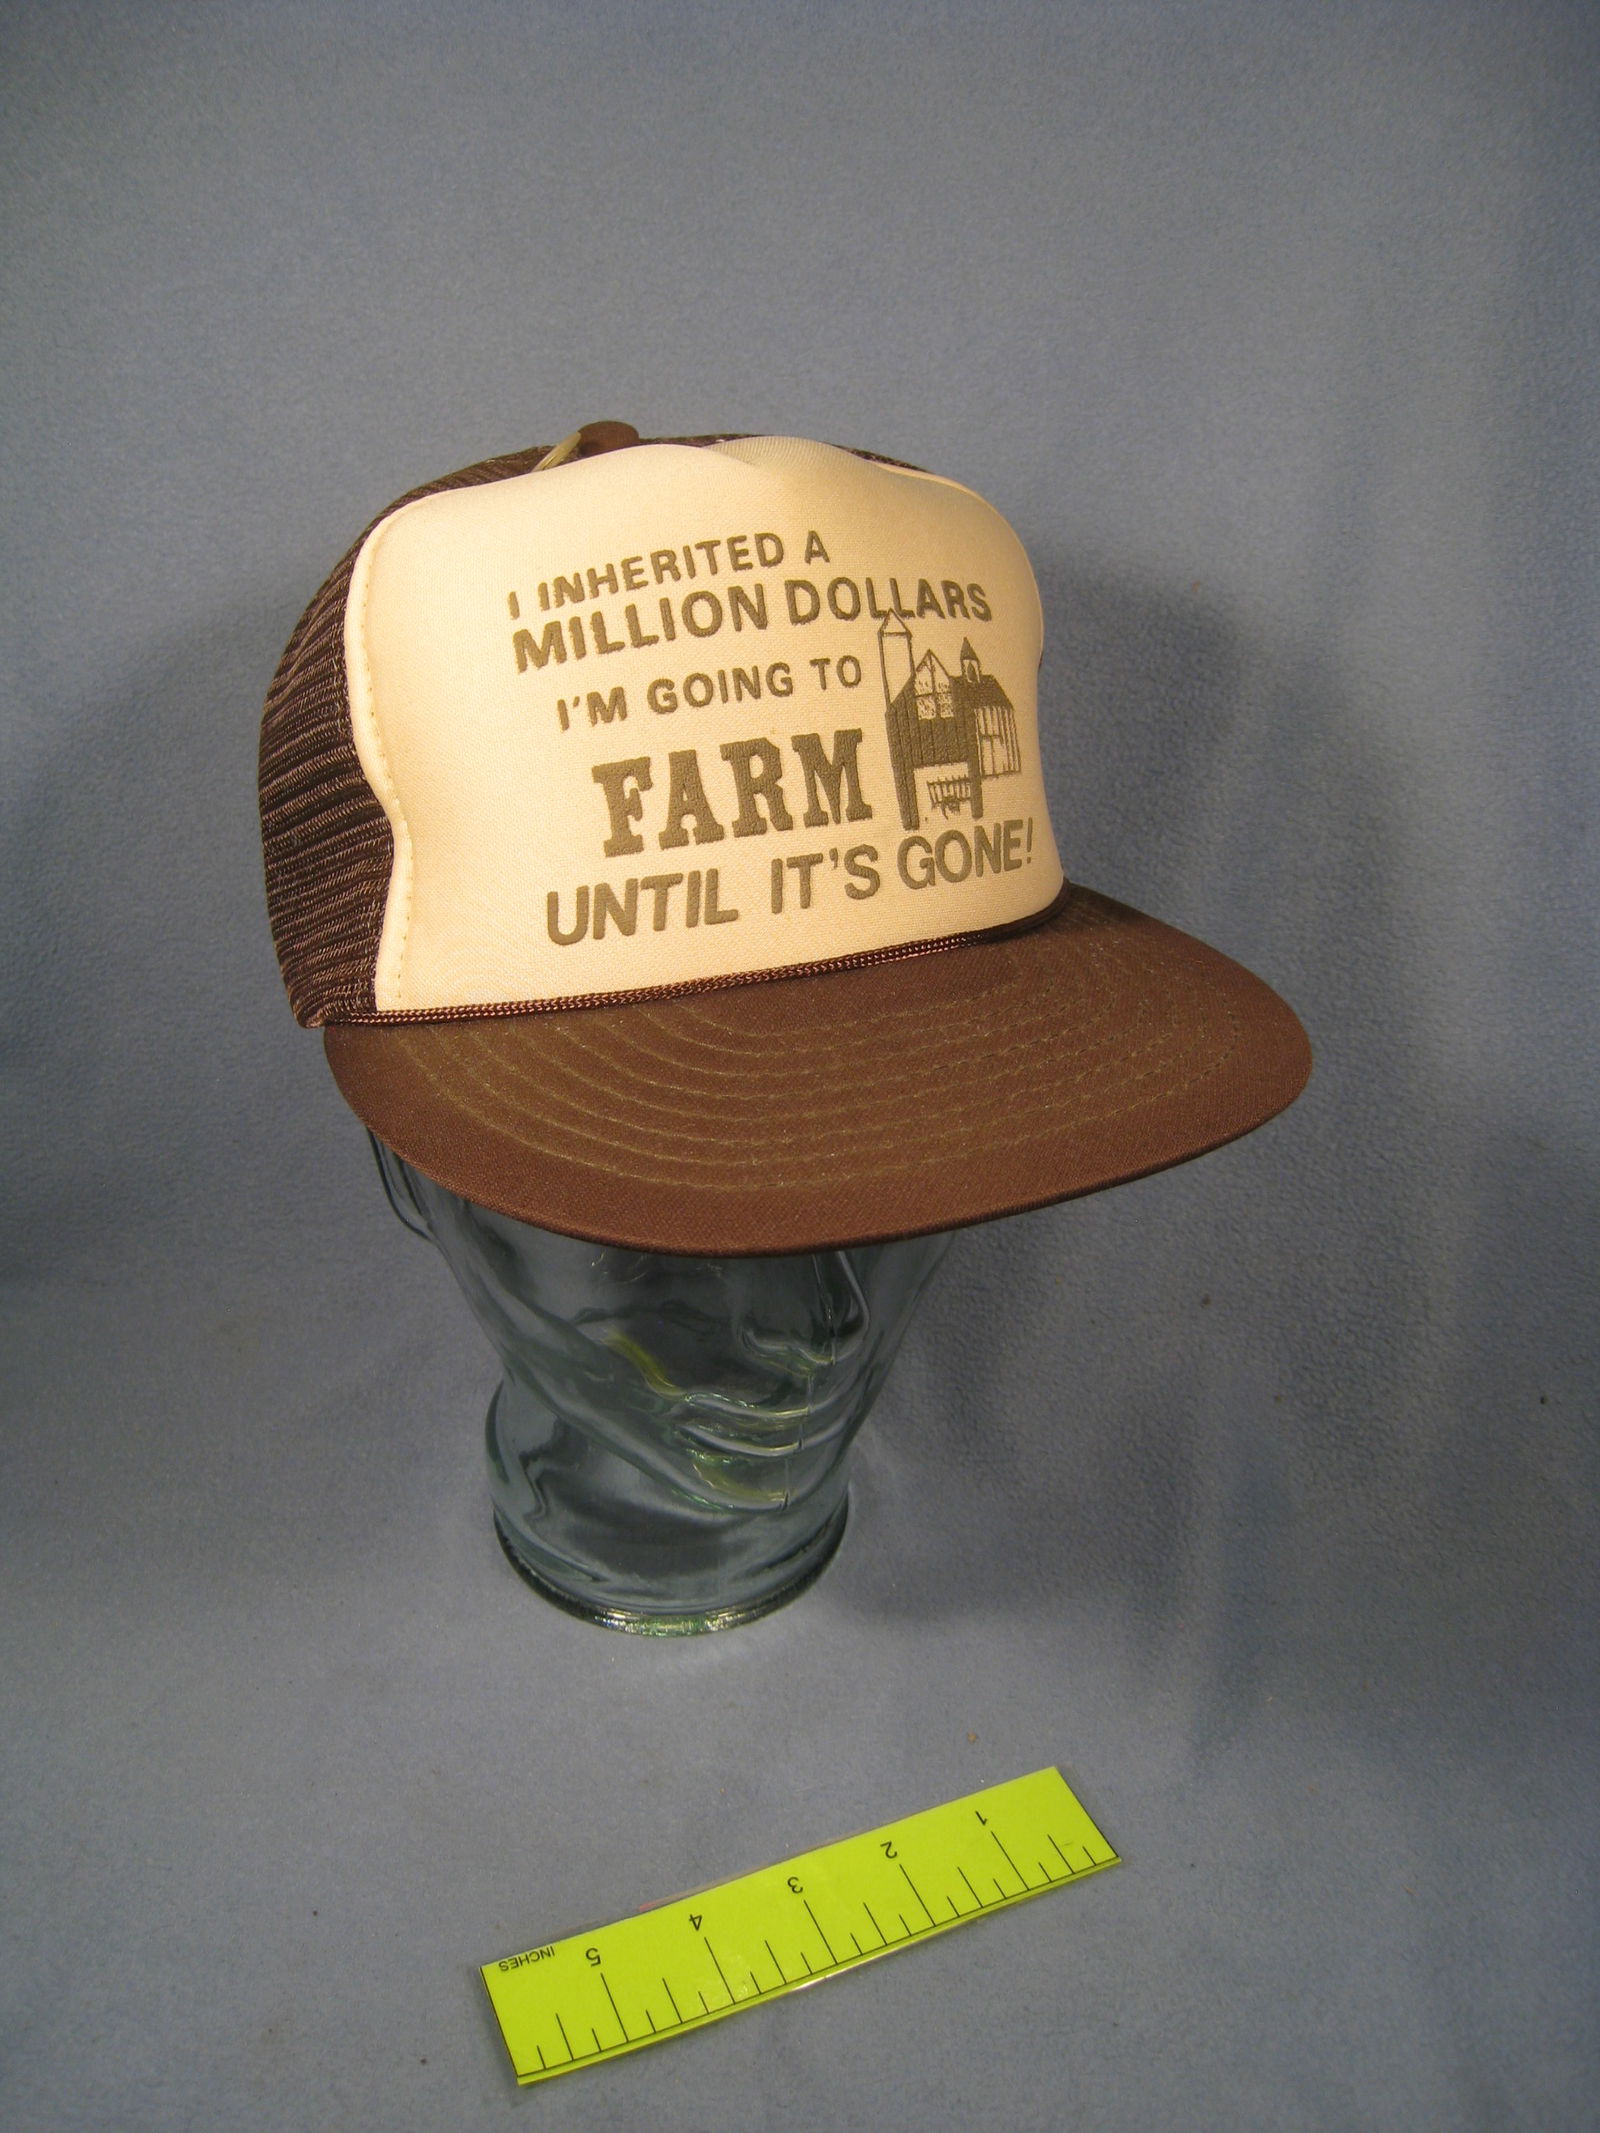 I INHERITED A
MILLION DOLLARS
I'M GOING TO
FARM
UNTIL IT'S GONE!
INCHES
5
4
3
2
1